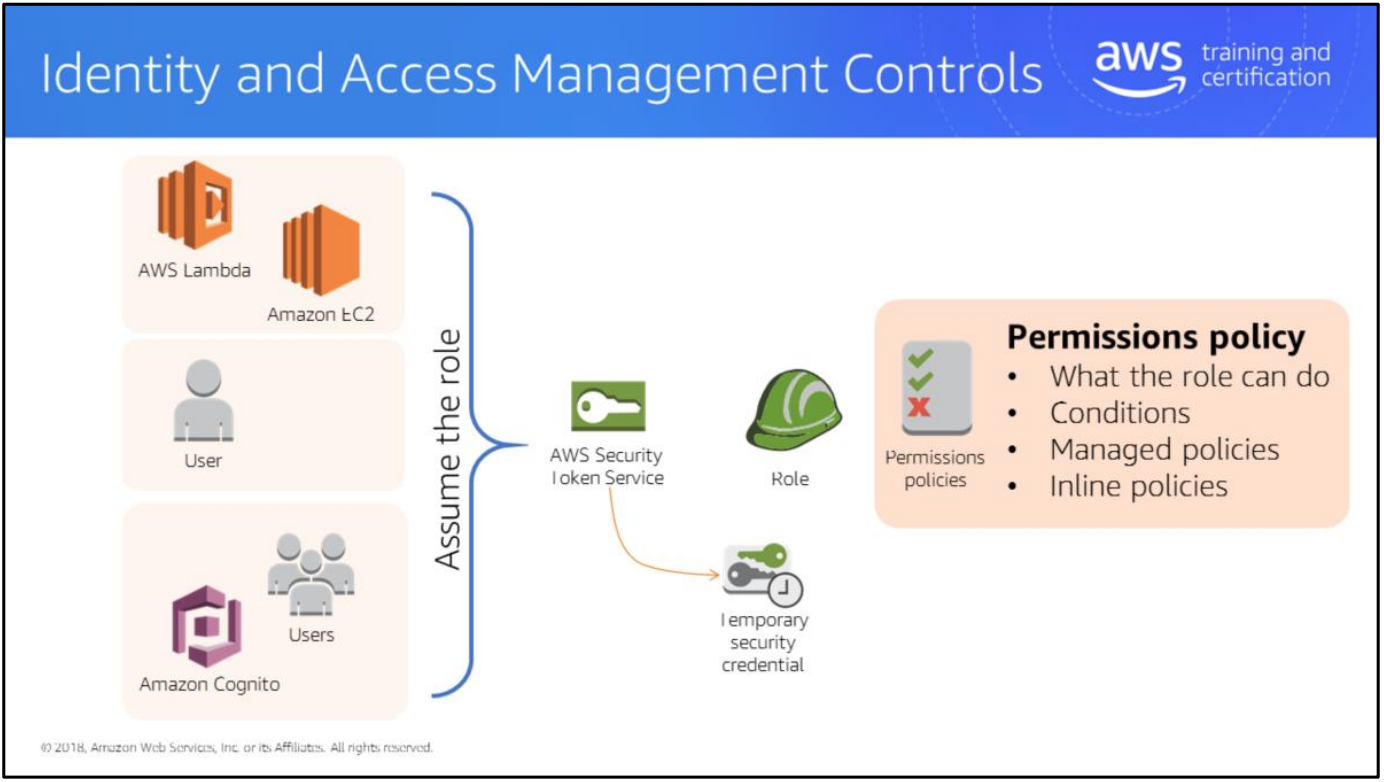 Identity and Access Management Controls
aws training and
certification
AWS Lambda
Amazon EC2
User
Users
Amazon Cognito
Assume the role
AWS Security
Token Service
Role
Temporary
security
credential
Permissions
policies
Permissions policy
• What the role can do
• Conditions
• Managed policies
• Inline policies
© 2018, Amazon Web Services, Inc. or its Affiliates. All rights reserved.